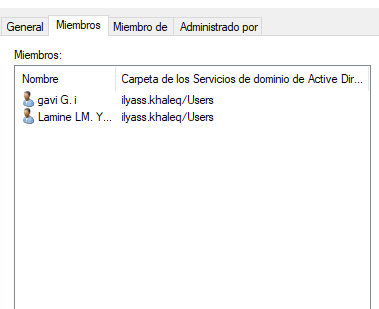 General Miembros Miembro de Administrado por
Miembros:
Nombre Carpeta de los Servicios de dominio de Active Dir...
gavi G. i ilyass.khaleq/Users
Lamine LM. Y... ilyass.khaleq/Users